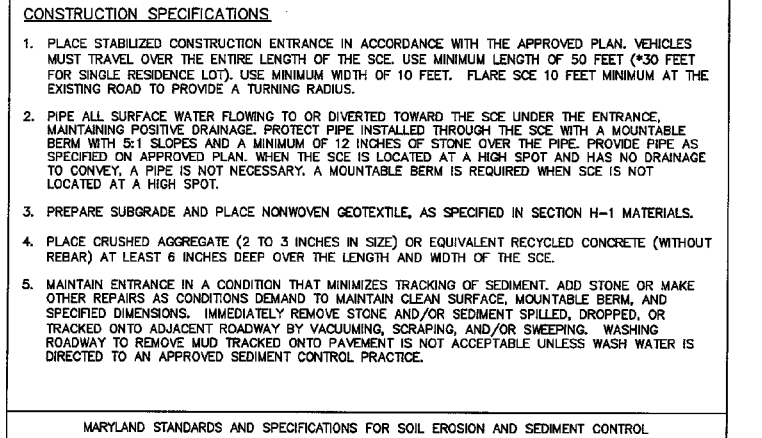 CONSTRUCTION SPECIFICATIONS
1. PLACE STABILIZED CONSTRUCTION ENTRANCE IN ACCORDANCE WITH THE APPROVED PLAN. VEHICLES
MUST TRAVEL OVER THE ENTIRE LENGTH OF THE SCE. USE MINIMUM LENGTH OF 50 FEET (*30 FEET
FOR SINGLE RESIDENCE LOT). USE MINIMUM WIDTH OF 10 FEET. FLARE SCE 10 FEET MINIMUM AT THE
EXISTING ROAD TO PROVIDE A TURNING RADIUS.
2. PIPE ALL SURFACE WATER FLOWING TO OR DIVERTED TOWARD THE SCE UNDER THE ENTRANCE,
MAINTAINING POSITIVE DRAINAGE. PROTECT PIPE INSTALLED THROUGH THE SCE WITH A MOUNTABLE
BERM WITH 5:1 SLOPES AND A MINIMUM OF 12 INCHES OF STONE OVER THE PIPE. PROVIDE PIPE AS
SPECIFIED ON APPROVED PLAN. WHEN THE SCE IS LOCATED AT A HIGH SPOT AND HAS NO DRAINAGE
TO CONVEY, A PIPE IS NOT NECESSARY. A MOUNTABLE BERM IS REQUIRED WHEN SCE IS NOT
LOCATED AT A HIGH SPOT.
3. PREPARE SUBGRADE AND PLACE NONWOVEN GEOTEXTILE, AS SPECIFIED IN SECTION H-1 MATERIALS.
4. PLACE CRUSHED AGGREGATE (2 TO 3 INCHES IN SIZE) OR EQUIVALENT RECYCLED CONCRETE (WITHOUT
REBAR) AT LEAST 6 INCHES DEEP OVER THE LENGTH AND WIDTH OF THE SCE.
5. MAINTAIN ENTRANCE IN A CONDITION THAT MINIMIZES TRACKING OF SEDIMENT. ADD STONE OR MAKE
OTHER REPAIRS AS CONDITIONS DEMAND TO MAINTAIN CLEAN SURFACE, MOUNTABLE BERM, AND
SPECIFIED DIMENSIONS. IMMEDIATELY REMOVE STONE AND/OR SEDIMENT SPILLED, DROPPED, OR
TRACKED ONTO ADJACENT ROADWAY BY VACUUMING, SCRAPING, AND/OR SWEEPING. WASHING
ROADWAY TO REMOVE MUD TRACKED ONTO PAVEMENT IS NOT ACCEPTABLE UNLESS WASH WATER IS
DIRECTED TO AN APPROVED SEDIMENT CONTROL PRACTICE.
MARYLAND STANDARDS AND SPECIFICATIONS FOR SOIL EROSION AND SEDIMENT CONTROL